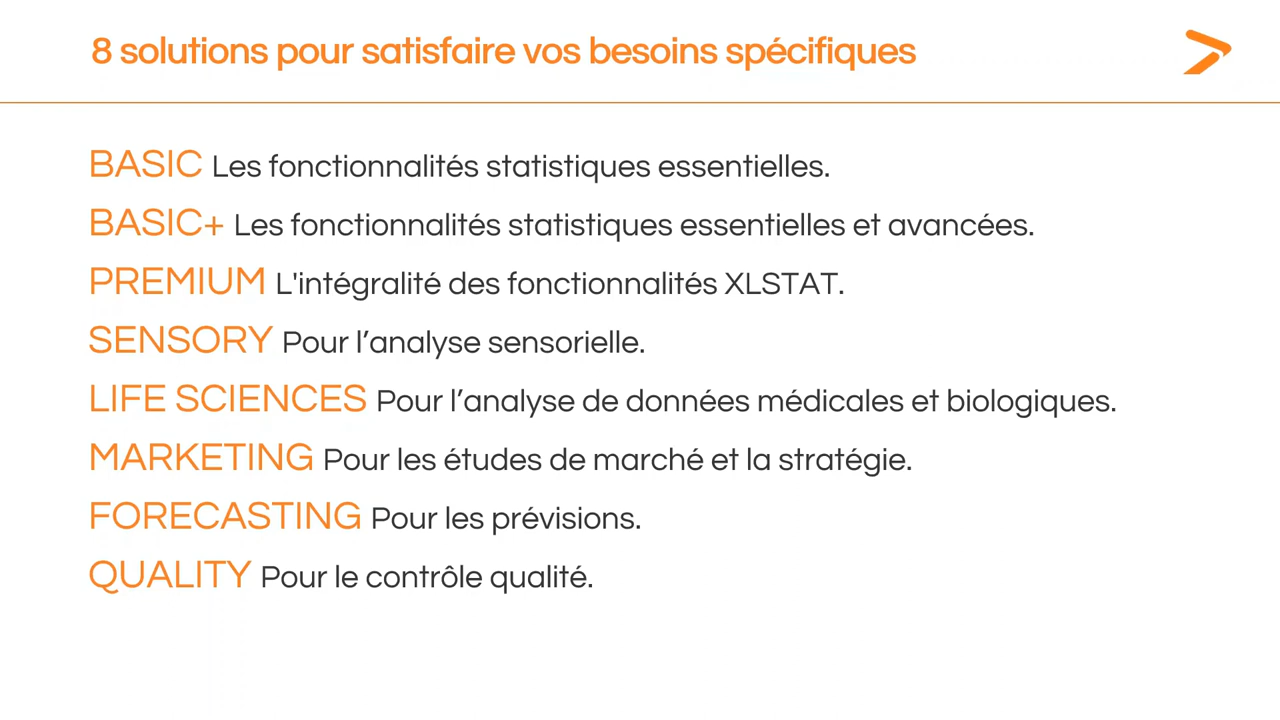 8 solutions pour satisfaire vos besoins spécifiques
BASIC Les fonctionnalités statistiques essentielles.
BASIC+ Les fonctionnalités statistiques essentielles et avancées.
PREMIUM L'intégralité des fonctionnalités XLSTAT.
SENSORY Pour l’analyse sensorielle.
LIFE SCIENCES Pour l’analyse de données médicales et biologiques.
MARKETING Pour les études de marché et la stratégie.
FORECASTING Pour les prévisions.
QUALITY Pour le contrôle qualité.